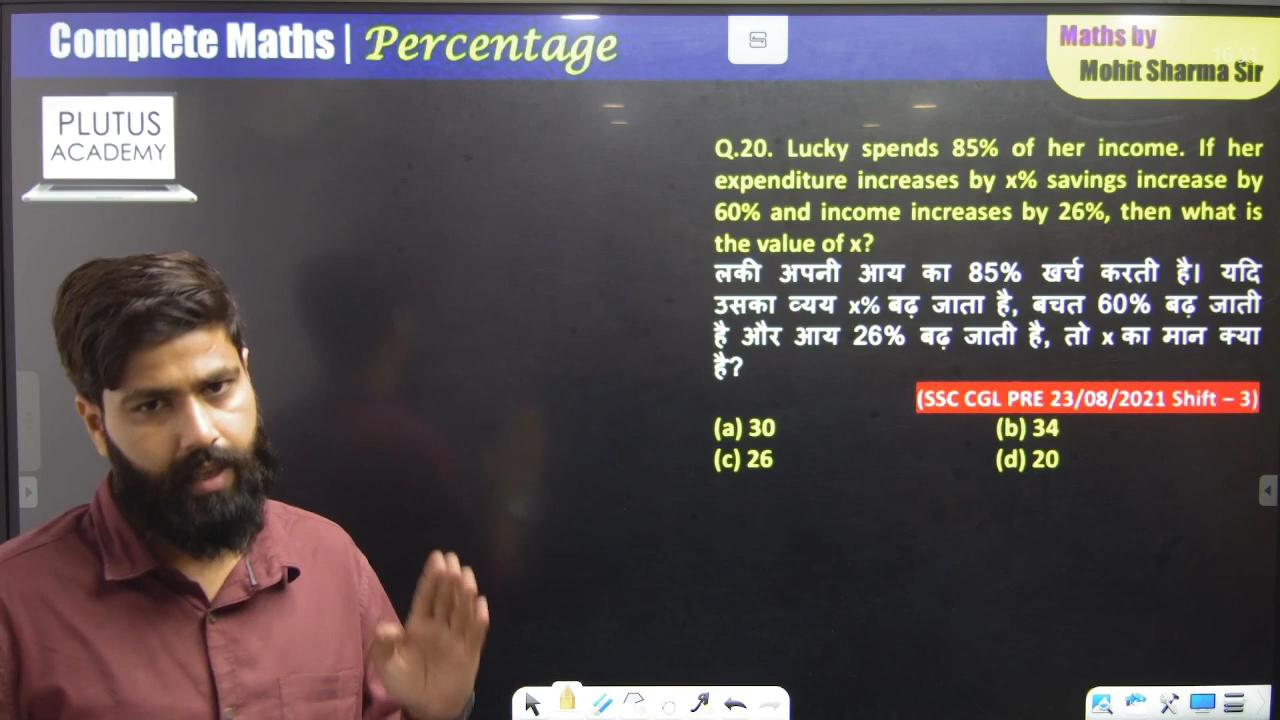 Complete Maths | Percentage
Maths by
Mohit Sharma Sir
PLUTUS
ACADEMY
Q.20. Lucky spends 85% of her income. If her
expenditure increases by x% savings increase by
60% and income increases by 26%, then what is
the value of x?
लकी अपनी आय का 85% खर्च करती है। यदि
उसका व्यय x% बढ़ जाता है, बचत 60% बढ़ जाती
है और आय 26% बढ़ जाती है, तो x का मान क्या
है?
(SSC CGL PRE 23/08/2021 Shift – 3)
(a) 30 (b) 34
(c) 26 (d) 20